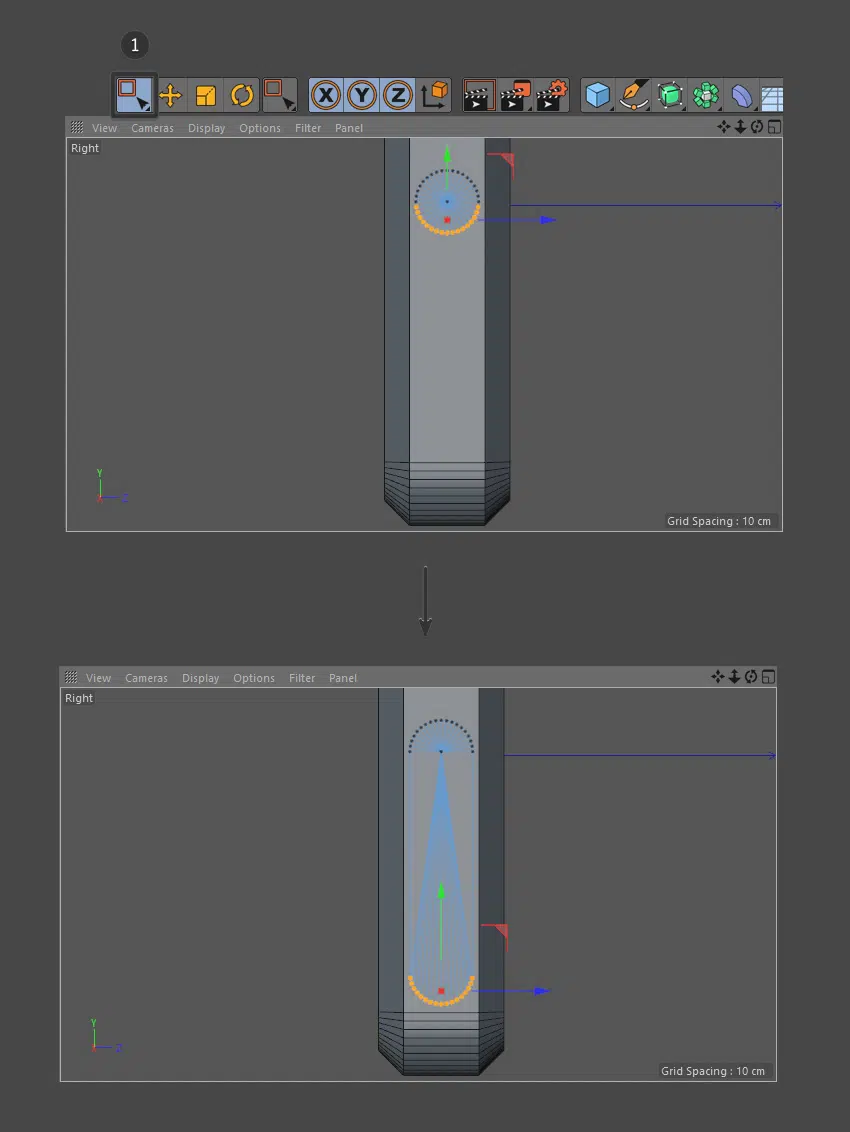 1
X Y Z
View Cameras Display Options Filter Panel
Right
Y
Z
Grid Spacing : 10 cm
View Cameras Display Options Filter Panel
Right
Y
Grid Spacing : 10 cm